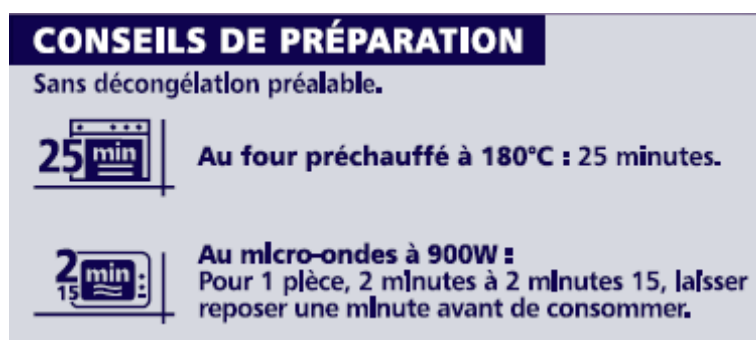 CONSEILS DE PRÉPARATION
Sans décongélation préalable.
25 min
Au four préchauffé à 180°C : 25 minutes.
2 min
15
Au micro-ondes à 900W :
Pour 1 pièce, 2 minutes à 2 minutes 15, laisser
reposer une minute avant de consommer.